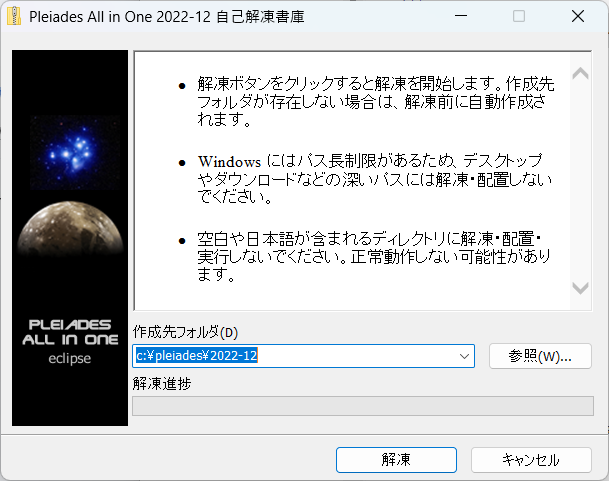 Pleiades All in One 2022-12 自己解凍書庫
● 解凍ボタンをクリックすると解凍を開始します。作成先
フォルダが存在しない場合は、解凍前に自動作成さ
れます。
● Windows にはパス長制限があるため、デスクトップ
やダウンロードなどの深いパスには解凍・配置しない
でください。
● 空白や日本語が含まれるディレクトリに解凍・配置・
実行しないでください。正常動作しない可能性があり
ます。
PLEIADES
ALL IN ONE
eclipse
作成先フォルダ(D)
c:¥pleiades¥2022-12
参照(W)...
解凍進捗
解凍
キャンセル